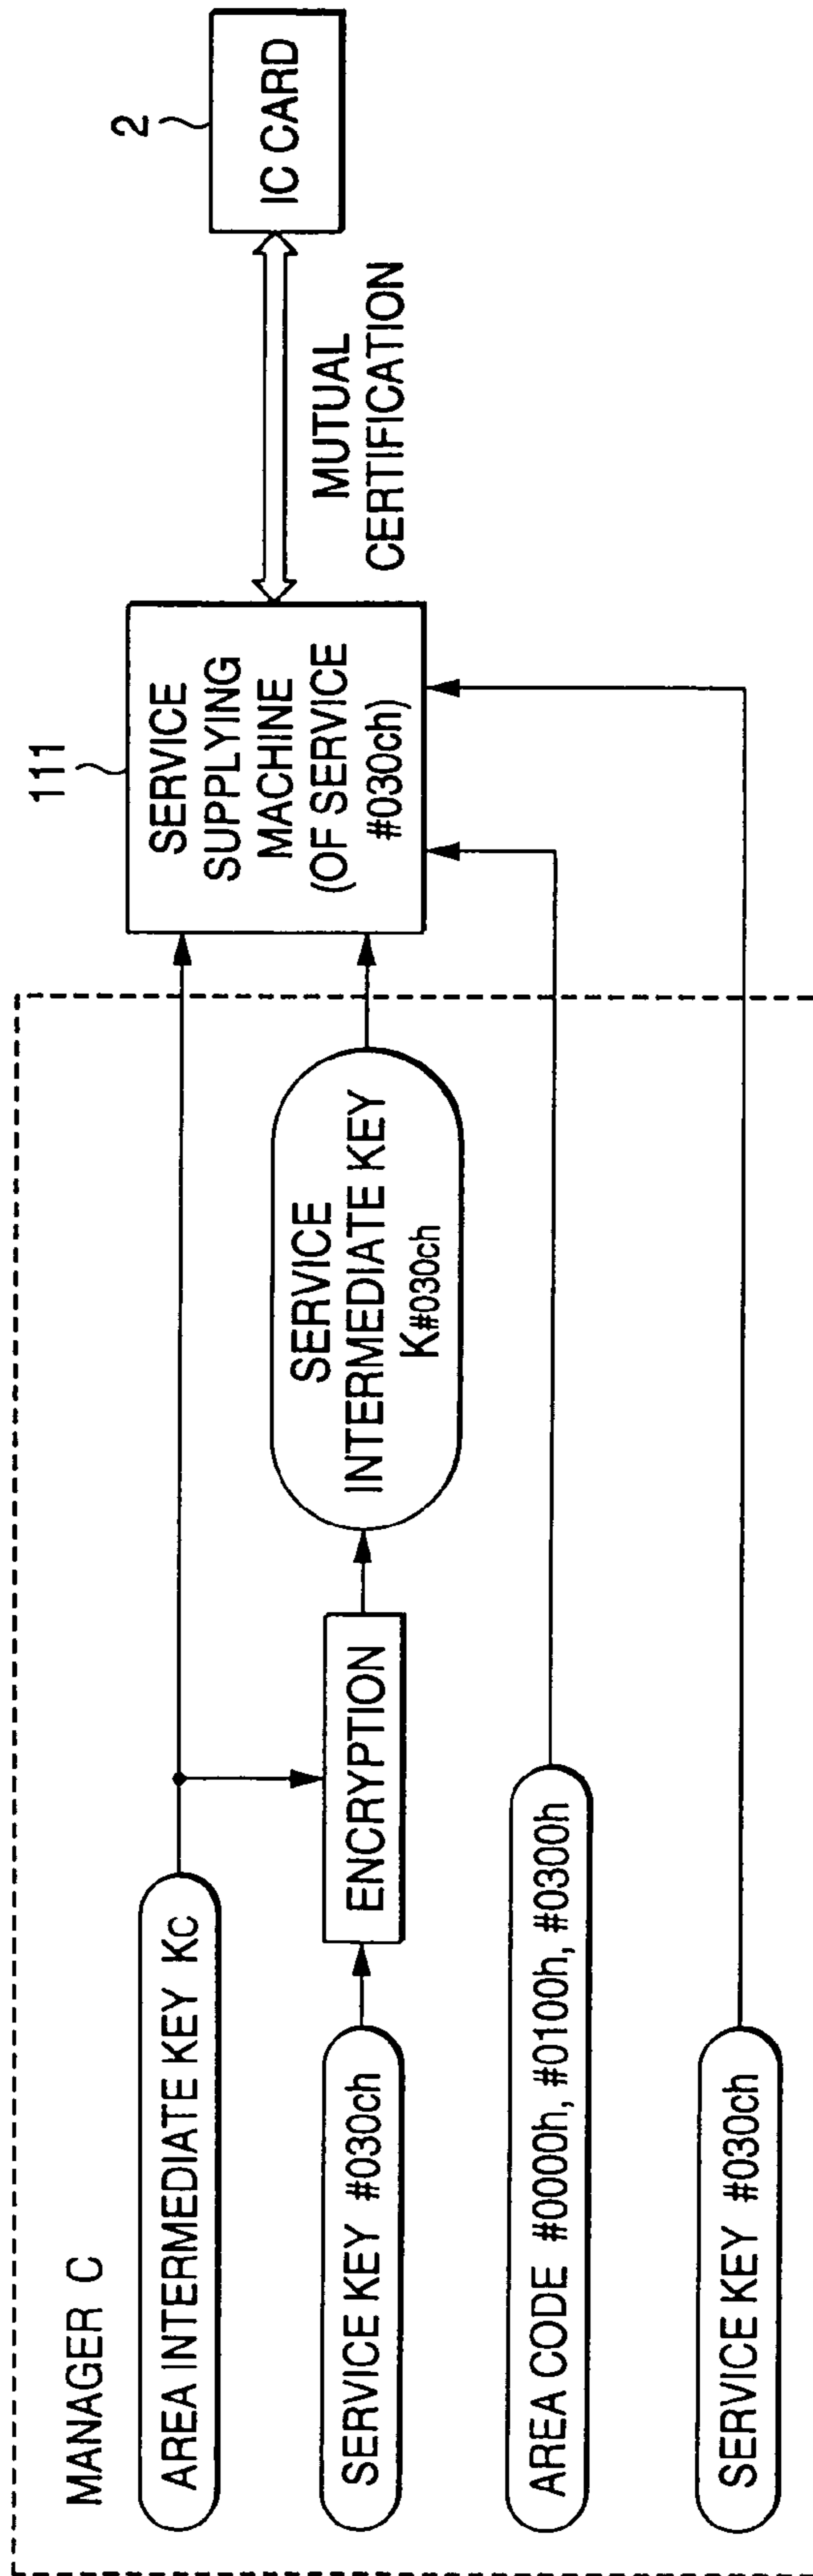 MANAGER C
AREA INTERMEDIATE KEY Kc
SERVICE KEY #030ch
ENCRYPTION
SERVICE
INTERMEDIATE KEY
K#030ch
AREA CODE #0000h, #0100h, #0300h
SERVICE KEY #030ch
111
SERVICE
SUPPLYING
MACHINE
(OF SERVICE
#030ch)
MUTUAL
CERTIFICATION
2
IC CARD